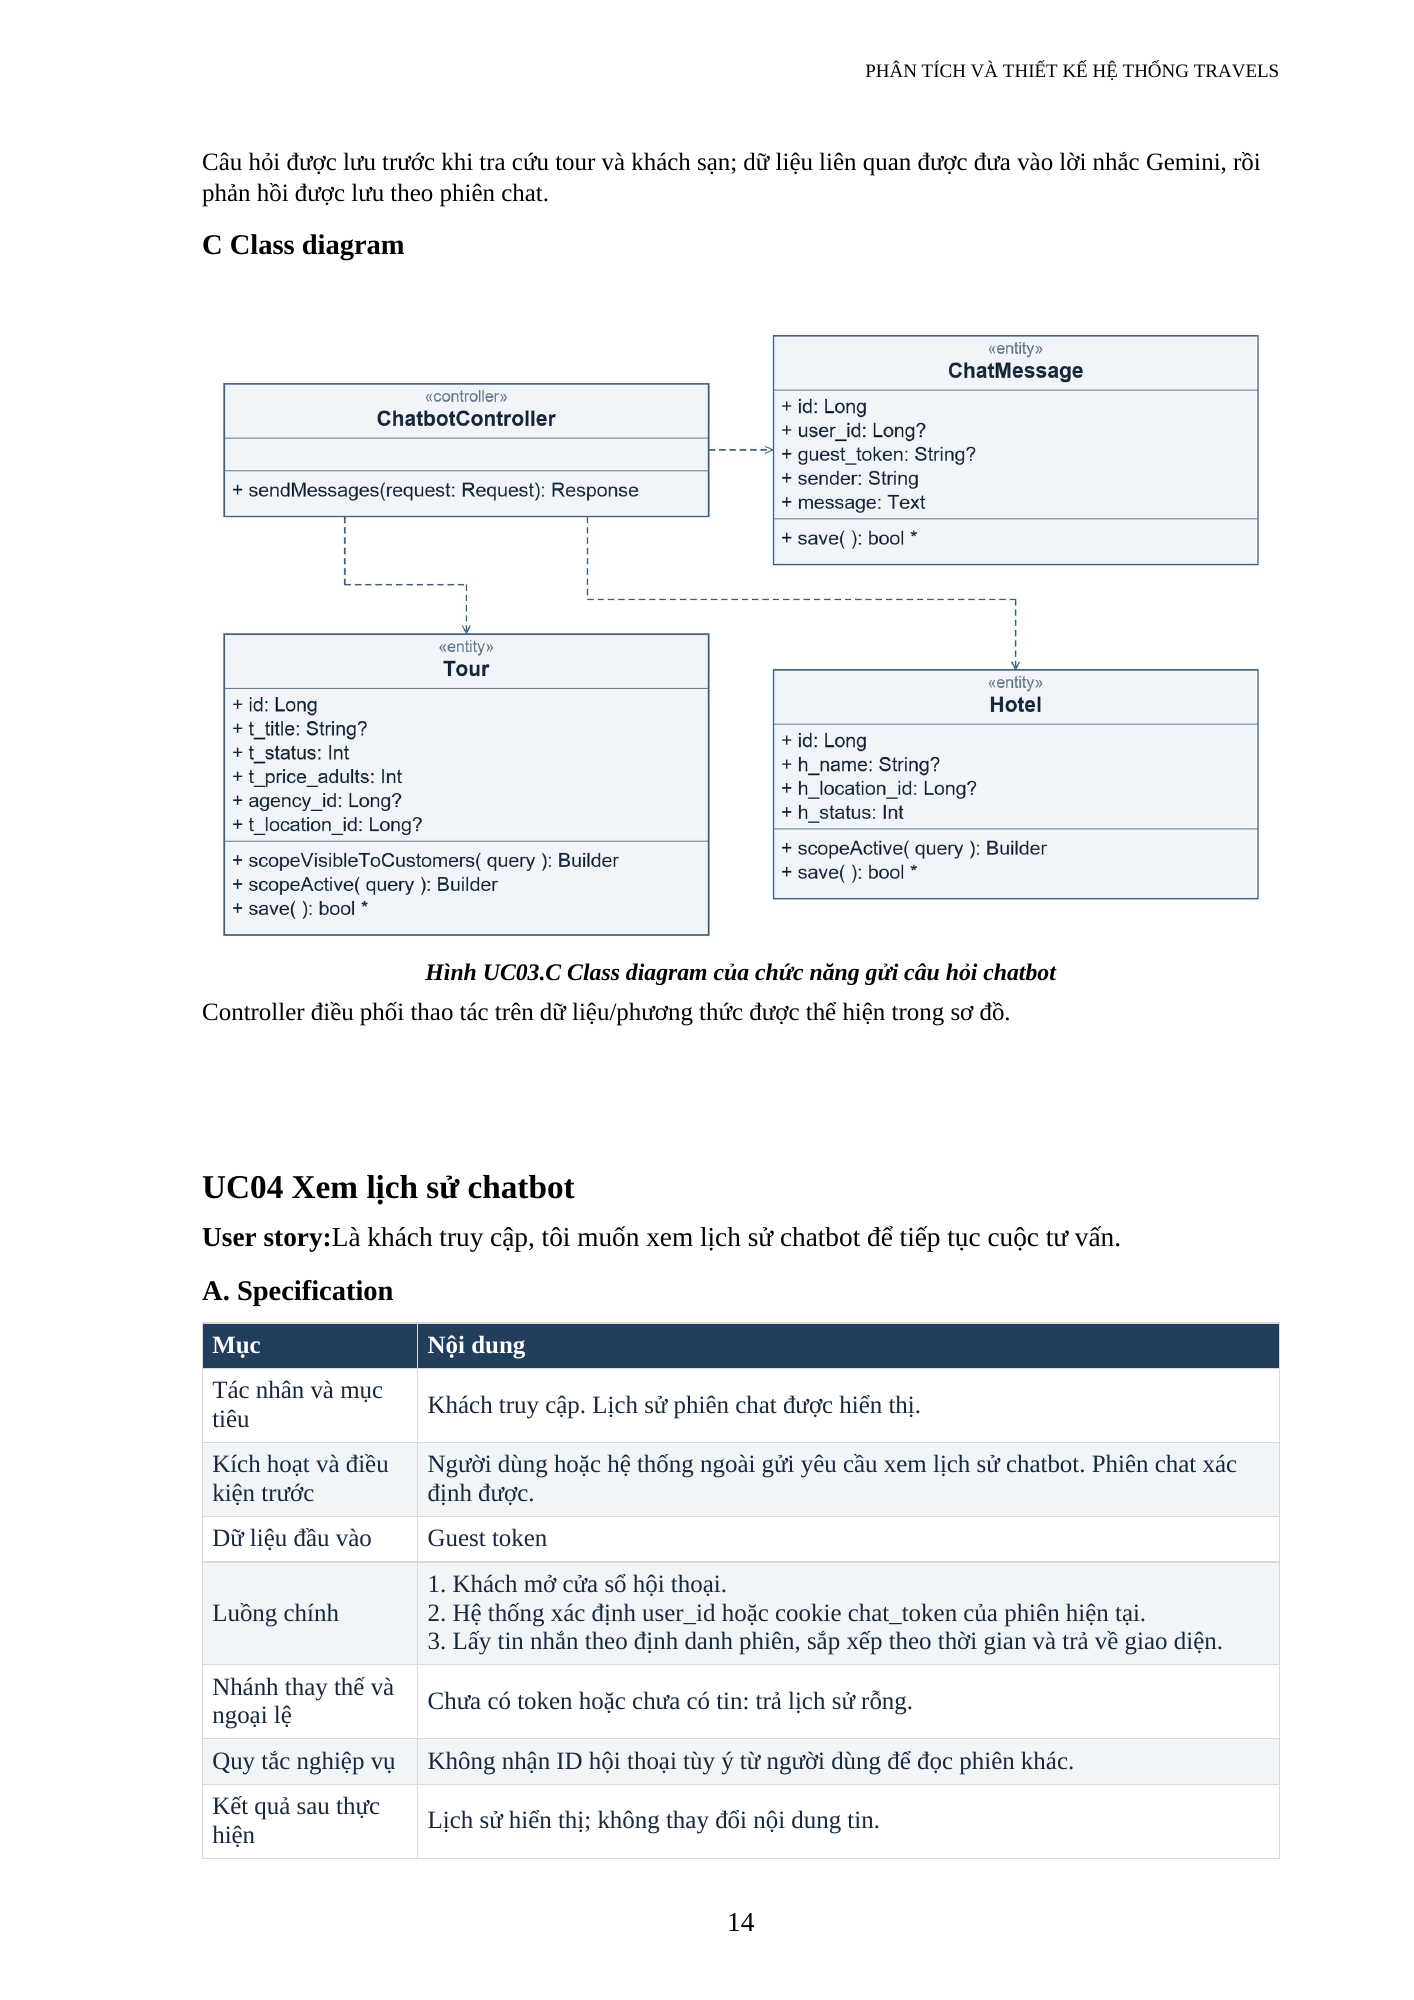 PHÂN TÍCH VÀ THIẾT KẾ HỆ THỐNG TRAVELS
Câu hỏi được lưu trước khi tra cứu tour và khách sạn; dữ liệu liên quan được đưa vào lời nhắc Gemini, rồi
phản hồi được lưu theo phiên chat.
C Class diagram
«controller»
ChatbotController
+ sendMessages(request: Request): Response
«entity»
ChatMessage
+ id: Long
+ user_id: Long?
+ guest_token: String?
+ sender: String
+ message: Text
+ save( ): bool *
«entity»
Tour
+ id: Long
+ t_title: String?
+ t_status: Int
+ t_price_adults: Int
+ agency_id: Long?
+ t_location_id: Long?
+ scopeVisibleToCustomers( query ): Builder
+ scopeActive( query ): Builder
+ save( ): bool *
«entity»
Hotel
+ id: Long
+ h_name: String?
+ h_location_id: Long?
+ h_status: Int
+ scopeActive( query ): Builder
+ save( ): bool *
Hình UC03.C Class diagram của chức năng gửi câu hỏi chatbot
Controller điều phối thao tác trên dữ liệu/phương thức được thể hiện trong sơ đồ.
UC04 Xem lịch sử chatbot
User story:Là khách truy cập, tôi muốn xem lịch sử chatbot để tiếp tục cuộc tư vấn.
A. Specification
Mục
Nội dung
Tác nhân và mục
tiêu
Khách truy cập. Lịch sử phiên chat được hiển thị.
Kích hoạt và điều
kiện trước
Người dùng hoặc hệ thống ngoài gửi yêu cầu xem lịch sử chatbot. Phiên chat xác
định được.
Dữ liệu đầu vào
Guest token
Luồng chính
1. Khách mở cửa sổ hội thoại.
2. Hệ thống xác định user_id hoặc cookie chat_token của phiên hiện tại.
3. Lấy tin nhắn theo định danh phiên, sắp xếp theo thời gian và trả về giao diện.
Nhánh thay thế và
ngoại lệ
Chưa có token hoặc chưa có tin: trả lịch sử rỗng.
Quy tắc nghiệp vụ
Không nhận ID hội thoại tùy ý từ người dùng để đọc phiên khác.
Kết quả sau thực
hiện
Lịch sử hiển thị; không thay đổi nội dung tin.
14